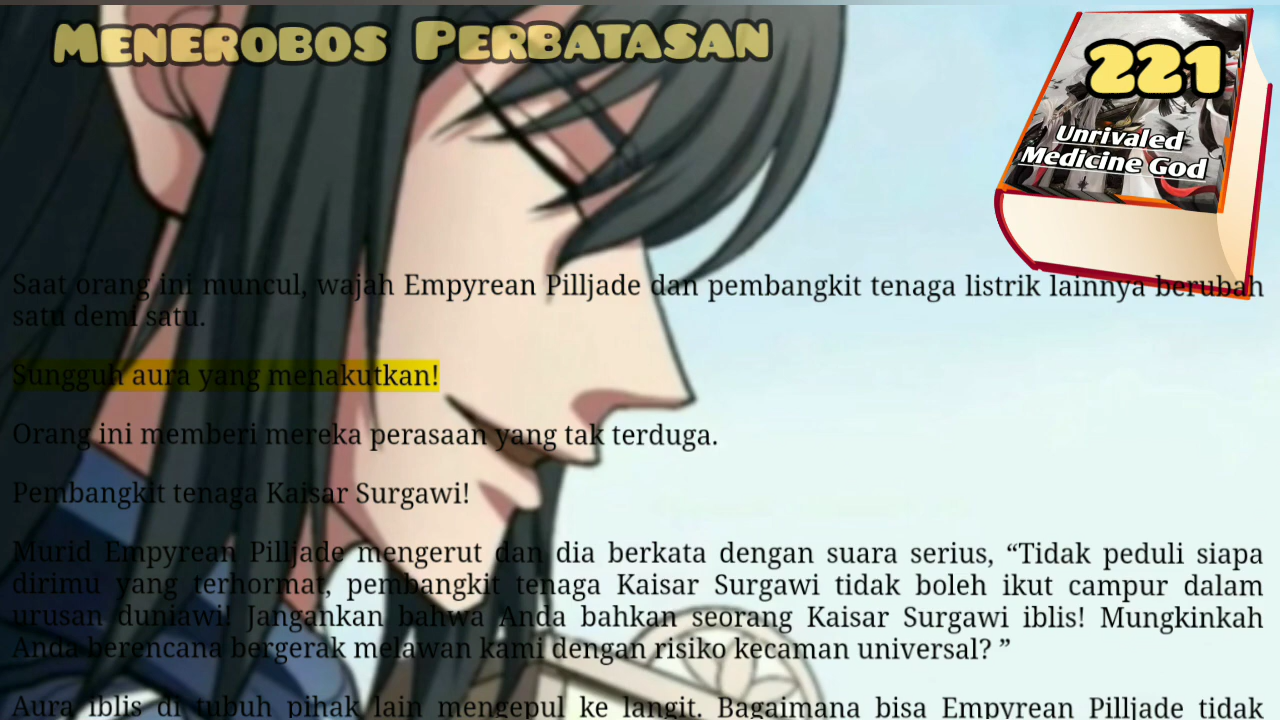 Menerobos Perbatasan
221
Unrivaled
Medicine God
Saat orang ini muncul, wajah Empyrean Pilljade dan pembangkit tenaga listrik lainnya berubah
satu demi satu.
Sungguh aura yang menakutkan!
Orang ini memberi mereka perasaan yang tak terduga.
Pembangkit tenaga Kaisar Surgawi!
Murid Empyrean Pilljade mengerut dan dia berkata dengan suara serius, “Tidak peduli siapa
dirimu yang terhormat, pembangkit tenaga Kaisar Surgawi tidak boleh ikut campur dalam
urusan duniawi! Jangankan bahwa Anda bahkan seorang Kaisar Surgawi iblis! Mungkinkah
Anda berencana bergerak melawan kami dengan risiko kecaman universal? ”
Aura iblis di tubuh pihak lain mengepul ke langit. Bagaimana bisa Empyrean Pilljade tidak